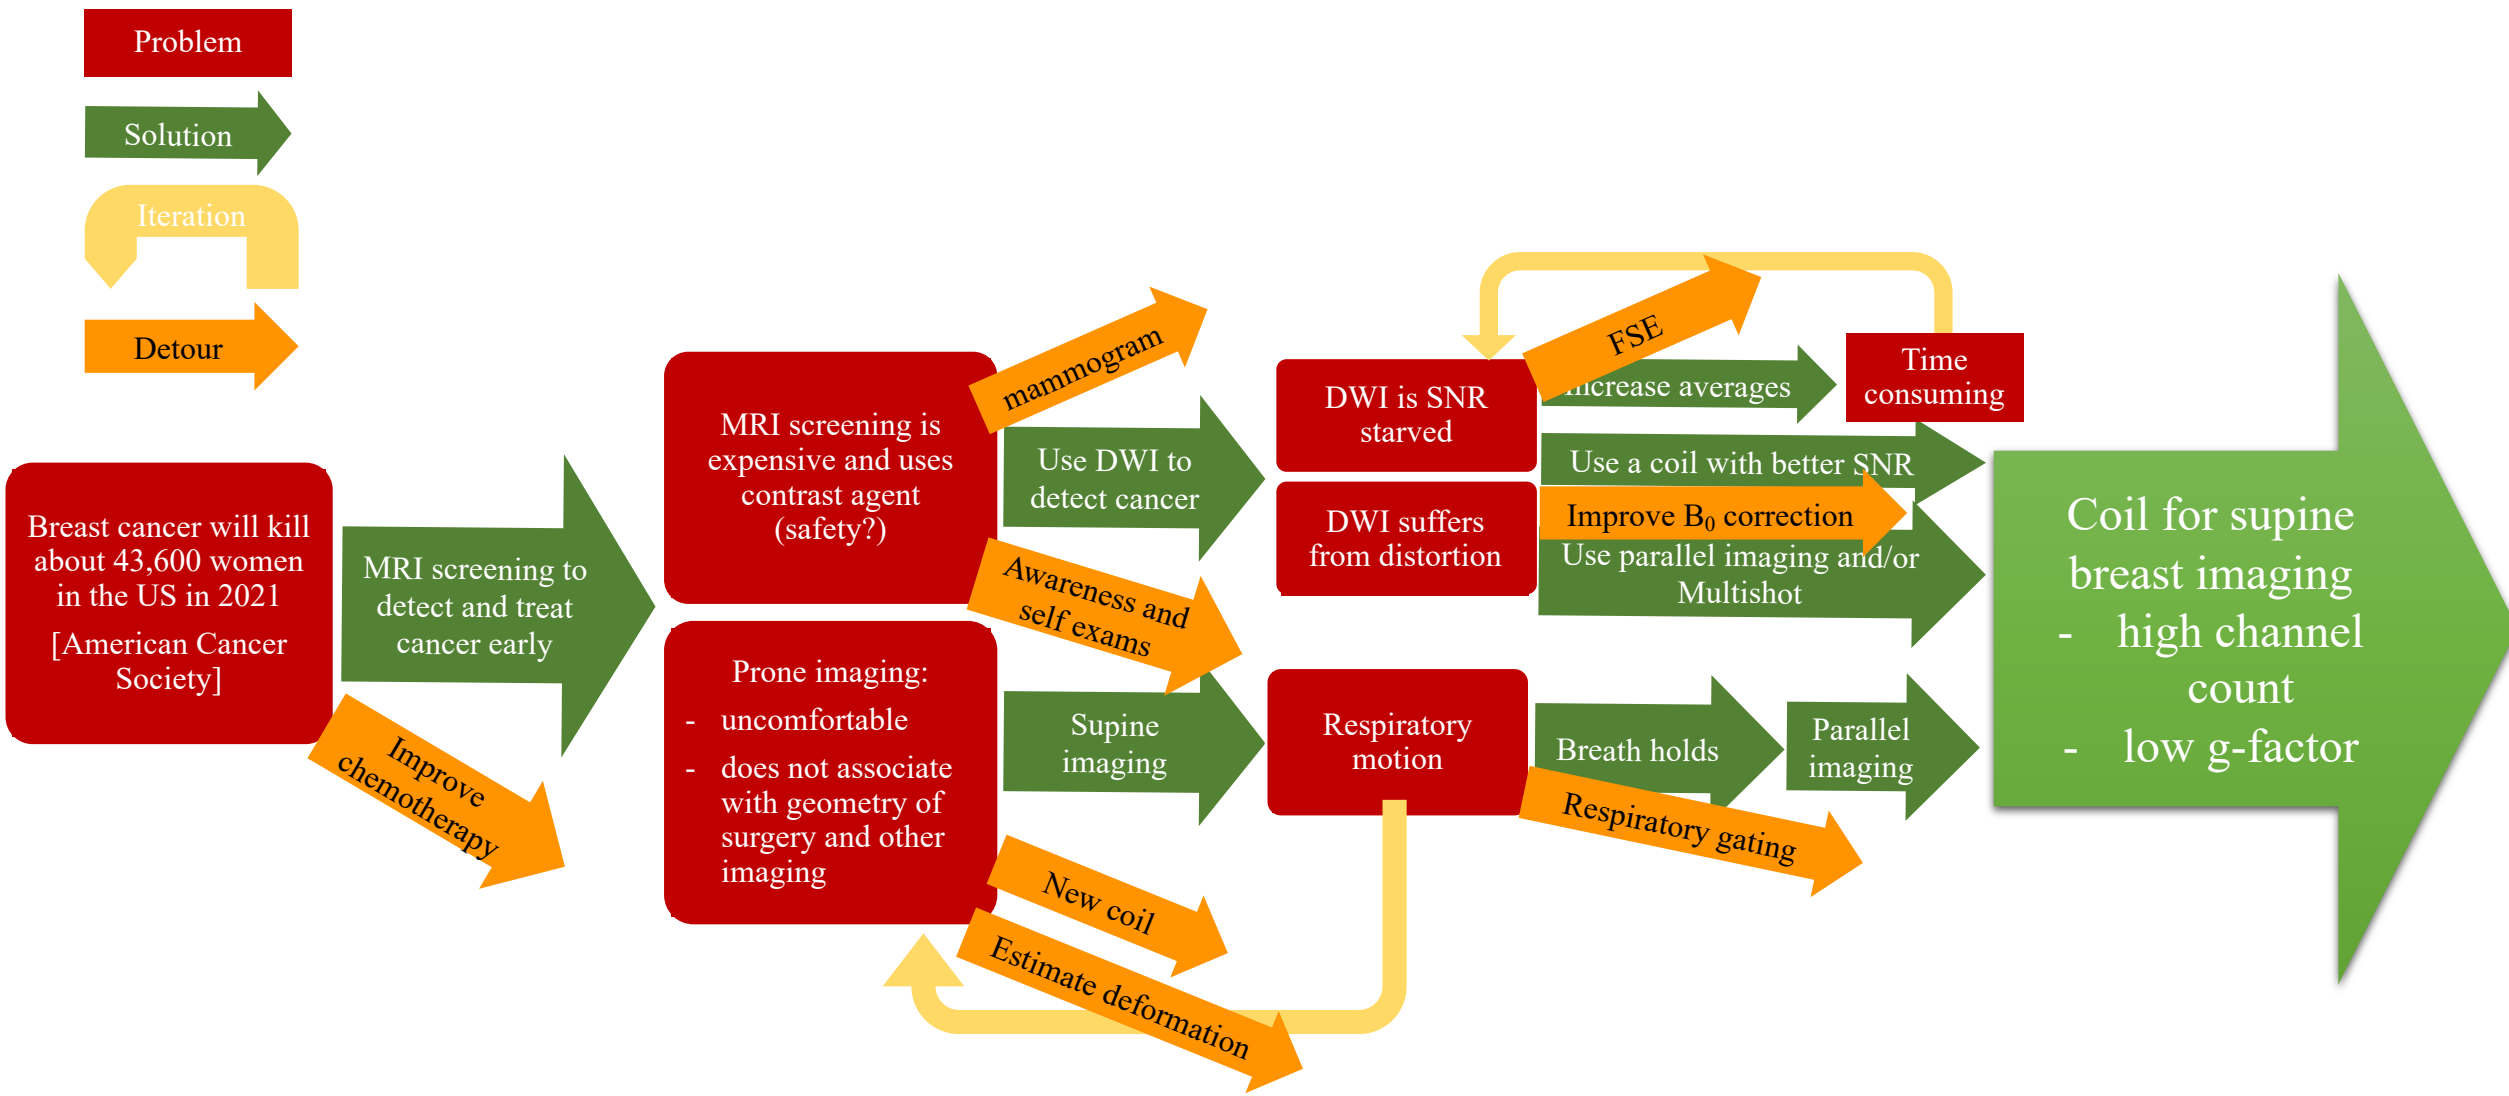 Problem
Solution
Iteration
Detour
Breast cancer will kill
about 43,600 women
in the US in 2021
[American Cancer
Society]
MRI screening to
detect and treat
cancer early
Improve
chemotherapy
MRI screening is
expensive and uses
contrast agent
(safety?)
Prone imaging:
- uncomfortable
- does not associate
with geometry of
surgery and other
imaging
mammogram
Use DWI to
detect cancer
Awareness and
self exams
Supine
imaging
New coil
Estimate deformation
DWI is SNR
starved
DWI suffers
from distortion
Respiratory
motion
FSE
increase averages
Time
consuming
Use a coil with better SNR
Improve B₀ correction
Use parallel imaging and/or
Multishot
Breath holds
Parallel
imaging
Respiratory gating
Coil for supine
breast imaging
- high channel
count
- low g-factor